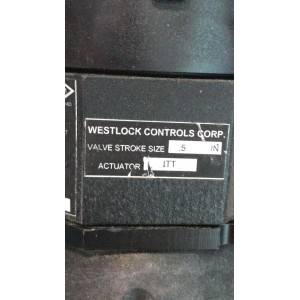 WESTLOCK CONTROLS CORP.
VALVE STROKE SIZE .5 IN
ACTUATOR ITT